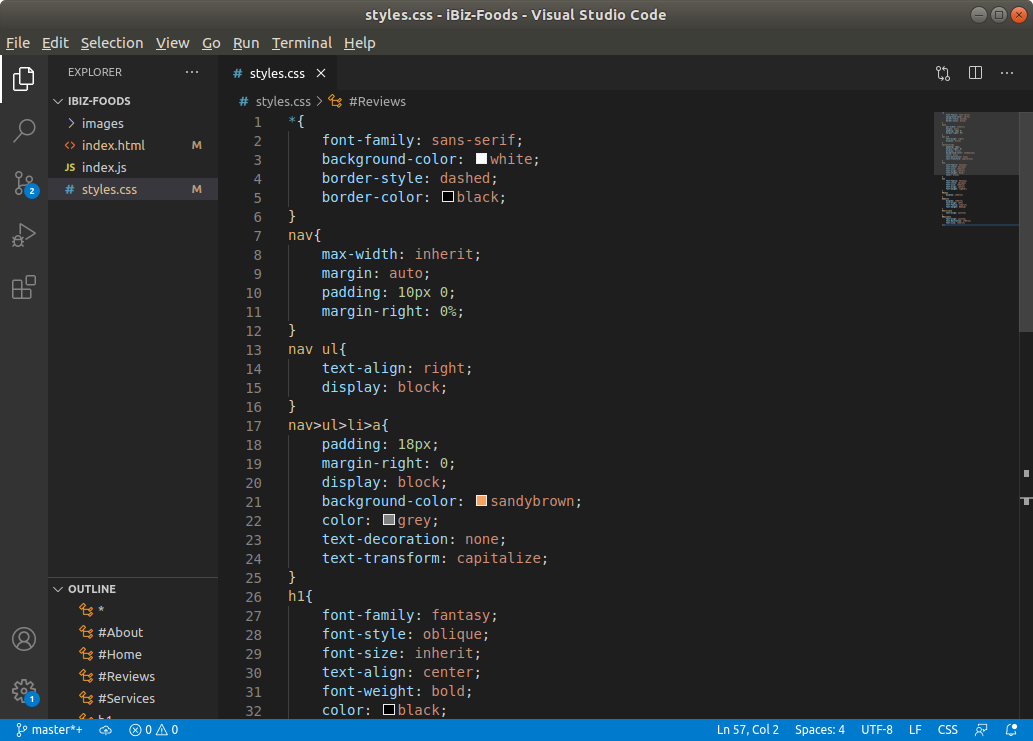 styles.css - iBiz-Foods - Visual Studio Code
File Edit Selection View Go Run Terminal Help
EXPLORER ···
IBIZ-FOODS
images
<> index.html M
JS index.js
# styles.css M
2
OUTLINE
*
#About
#Home
#Reviews
#Services
1
# styles.css ×
# styles.css > #Reviews
1 *{
2 font-family: sans-serif;
3 background-color: white;
4 border-style: dashed;
5 border-color: black;
6 }
7 nav{
8 max-width: inherit;
9 margin: auto;
10 padding: 10px 0;
11 margin-right: 0%;
12 }
13 nav ul{
14 text-align: right;
15 display: block;
16 }
17 nav>ul>li>a{
18 padding: 18px;
19 margin-right: 0;
20 display: block;
21 background-color: sandybrown;
22 color: grey;
23 text-decoration: none;
24 text-transform: capitalize;
25 }
26 h1{
27 font-family: fantasy;
28 font-style: oblique;
29 font-size: inherit;
30 text-align: center;
31 font-weight: bold;
32 color: black;
master*+ 0 0 Ln 57, Col 2 Spaces: 4 UTF-8 LF CSS